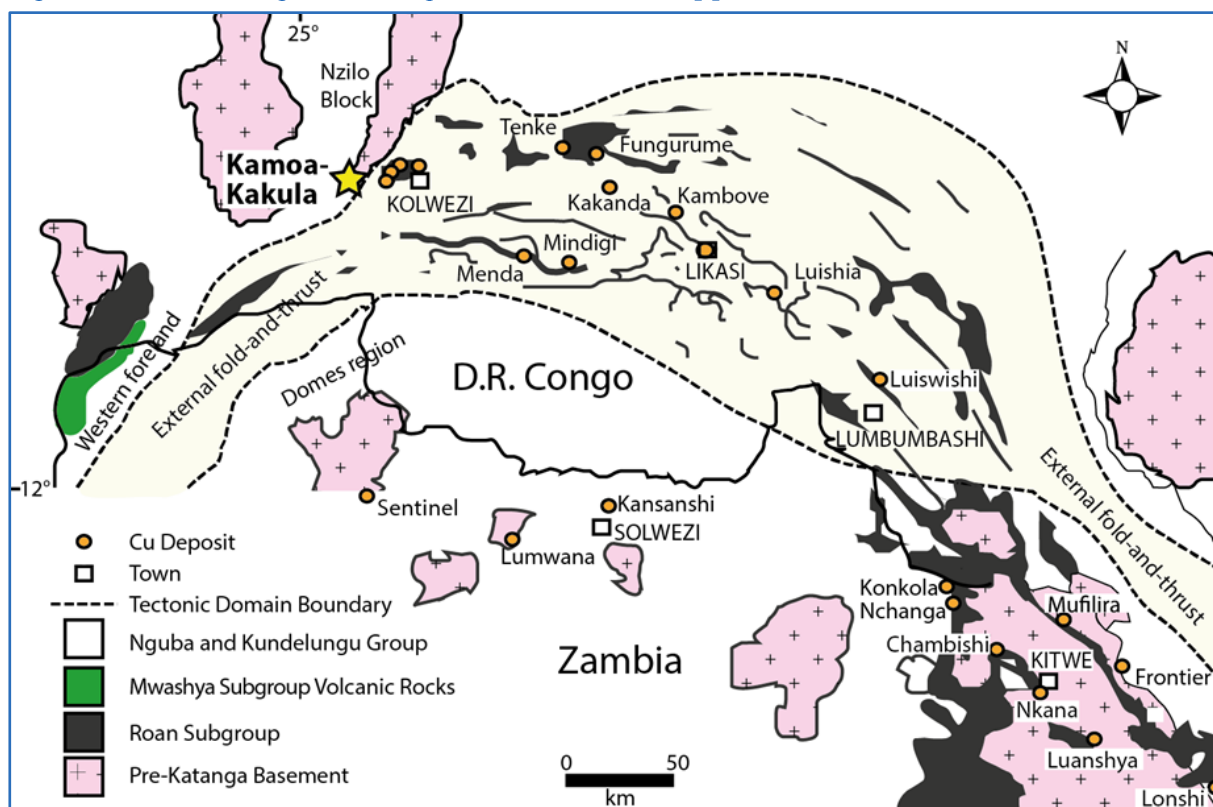 25°
N
Nzilo
Block
Tenke
Fungurume
Kamoa-
Kakula
KOLWEZI
Kakanda
Kambove
Mindigi
Menda
LIKASI
Luishia
Western foreland
External fold-and-thrust
Domes region
D.R. Congo
Luiswishi
LUMBUMBASHI
External fold-and-thrust
12°
Sentinel
Kansanshi
SOLWEZI
Lumwana
Cu Deposit
Town
Tectonic Domain Boundary
Nguba and Kundelungu Group
Mwashya Subgroup Volcanic Rocks
Roan Subgroup
Pre-Katanga Basement
Zambia
Konkola
Nchanga
Mufilira
Chambishi
KITWE
Frontier
Nkana
Luanshya
Lonshi
0 50
km